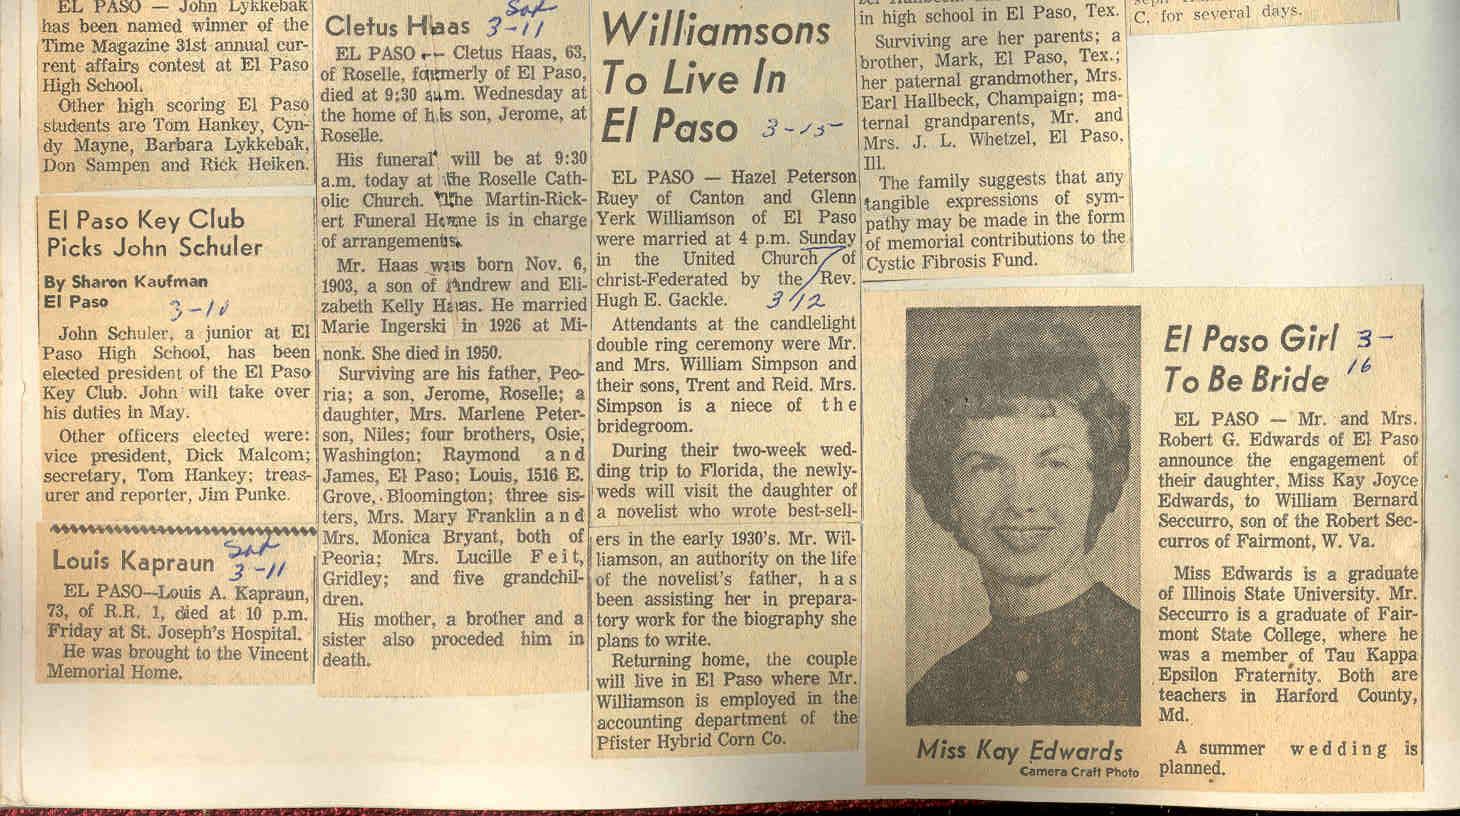 EL PASO — John Lykkebak
has been named winner of the
Time Magazine 31st annual cur-
rent affairs contest at El Paso
High School.
Other high scoring El Paso
students are Tom Hankey, Cyn-
dy Mayne, Barbara Lykkebak,
Don Sampen and Rick Heiken.
El Paso Key Club
Picks John Schuler
By Sharon Kaufman
El Paso
3-10
John Schuler, a junior at El
Paso High School, has been
elected president of the El Paso
Key Club. John will take over
his duties in May.
Other officers elected were:
vice president, Dick Malcom;
secretary, Tom Hankey; treas-
urer and reporter, Jim Punke.
Louis Kapraun
Sat
3-11
EL PASO—Louis A. Kapraun,
73, of R.R. 1, died at 10 p.m.
Friday at St. Joseph's Hospital.
He was brought to the Vincent
Memorial Home.
Cletus Haas
Sat
3-11
EL PASO -- Cletus Haas, 63,
of Roselle, formerly of El Paso,
died at 9:30 a.m. Wednesday at
the home of his son, Jerome, at
Roselle.
His funeral will be at 9:30
a.m. today at the Roselle Cath-
olic Church. The Martin-Rick-
ert Funeral Home is in charge
of arrangements.
Mr. Haas was born Nov. 6,
1903, a son of Andrew and Eli-
zabeth Kelly Haas. He married
Marie Ingerski in 1926 at Mi-
nonk. She died in 1950.
Surviving are his father, Peo-
ria; a son, Jerome, Roselle; a
daughter, Mrs. Marlene Peter-
son, Niles; four brothers, Osie,
Washington; Raymond and
James, El Paso; Louis, 1516 E.
Grove, Bloomington; three sis-
ters, Mrs. Mary Franklin and
Mrs. Monica Bryant, both of
Peoria; Mrs. Lucille Feit,
Gridley; and five grandchil-
dren.
His mother, a brother and a
sister also proceded him in
death.
Williamsons
To Live In
El Paso
3-15
EL PASO — Hazel Peterson
Ruey of Canton and Glenn
Yerk Williamson of El Paso
were married at 4 p.m. Sunday
in the United Church of
christ-Federated by the Rev.
Hugh E. Gackle.
3/12
Attendants at the candlelight
double ring ceremony were Mr.
and Mrs. William Simpson and
their sons, Trent and Reid. Mrs.
Simpson is a niece of the
bridegroom.
During their two-week wed-
ding trip to Florida, the newly-
weds will visit the daughter of
a novelist who wrote best-sell-
ers in the early 1930's. Mr. Wil-
liamson, an authority on the life
of the novelist's father, has
been assisting her in prepara-
tory work for the biography she
plans to write.
Returning home, the couple
will live in El Paso where Mr.
Williamson is employed in the
accounting department of the
Pfister Hybrid Corn Co.
in high school in El Paso, Tex.
Surviving are her parents; a
brother, Mark, El Paso, Tex.;
her paternal grandmother, Mrs.
Earl Hallbeck, Champaign; ma-
ternal grandparents, Mr. and
Mrs. J. L. Whetzel, El Paso,
Ill.
The family suggests that any
tangible expressions of sym-
pathy may be made in the form
of memorial contributions to the
Cystic Fibrosis Fund.
C. for several days.
Miss Kay Edwards
Camera Craft Photo
El Paso Girl
To Be Bride
3-
16
EL PASO — Mr. and Mrs.
Robert G. Edwards of El Paso
announce the engagement of
their daughter, Miss Kay Joyce
Edwards, to William Bernard
Seccurro, son of the Robert Sec-
curros of Fairmont, W. Va.
Miss Edwards is a graduate
of Illinois State University. Mr.
Seccurro is a graduate of Fair-
mont State College, where he
was a member of Tau Kappa
Epsilon Fraternity. Both are
teachers in Harford County,
Md.
A summer wedding is
planned.